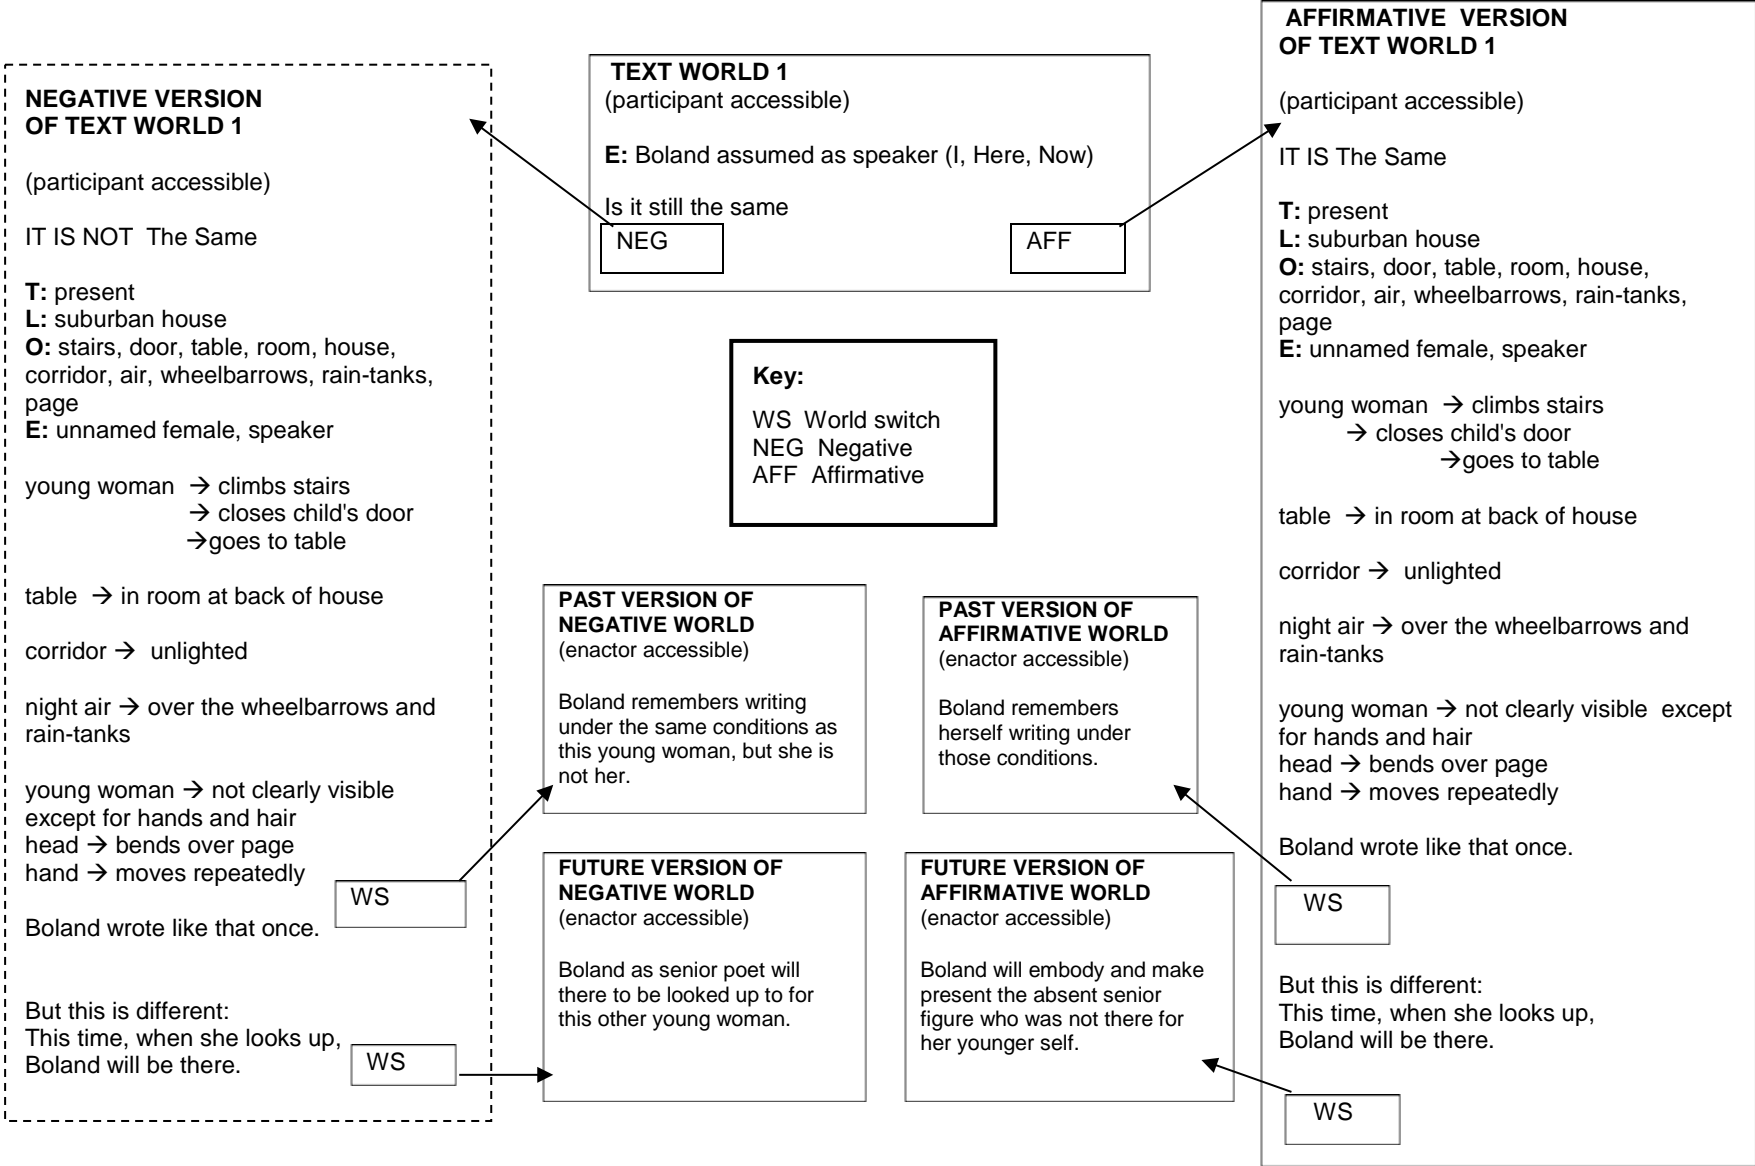 NEGATIVE VERSION
OF TEXT WORLD 1
(participant accessible)
IT IS NOT The Same
T: present
L: suburban house
O: stairs, door, table, room, house,
corridor, air, wheelbarrows, rain-tanks,
page
E: unnamed female, speaker
young woman → climbs stairs
→ closes child's door
→goes to table
table → in room at back of house
corridor → unlighted
night air → over the wheelbarrows and
rain-tanks
young woman → not clearly visible
except for hands and hair
head → bends over page
hand → moves repeatedly
WS
Boland wrote like that once.
But this is different:
This time, when she looks up,
Boland will be there.
WS
TEXT WORLD 1
(participant accessible)
E: Boland assumed as speaker (I, Here, Now)
Is it still the same
NEG
AFF
Key:
WS World switch
NEG Negative
AFF Affirmative
PAST VERSION OF
NEGATIVE WORLD
(enactor accessible)
Boland remembers writing
under the same conditions as
this young woman, but she is
not her.
PAST VERSION OF
AFFIRMATIVE WORLD
(enactor accessible)
Boland remembers
herself writing under
those conditions.
FUTURE VERSION OF
NEGATIVE WORLD
(enactor accessible)
Boland as senior poet will
there to be looked up to for
this other young woman.
FUTURE VERSION OF
AFFIRMATIVE WORLD
(enactor accessible)
Boland will embody and make
present the absent senior
figure who was not there for
her younger self.
AFFIRMATIVE VERSION
OF TEXT WORLD 1
(participant accessible)
IT IS The Same
T: present
L: suburban house
O: stairs, door, table, room, house,
corridor, air, wheelbarrows, rain-tanks,
page
E: unnamed female, speaker
young woman → climbs stairs
→ closes child's door
→goes to table
table → in room at back of house
corridor → unlighted
night air → over the wheelbarrows and
rain-tanks
young woman → not clearly visible except
for hands and hair
head → bends over page
hand → moves repeatedly
Boland wrote like that once.
WS
But this is different:
This time, when she looks up,
Boland will be there.
WS